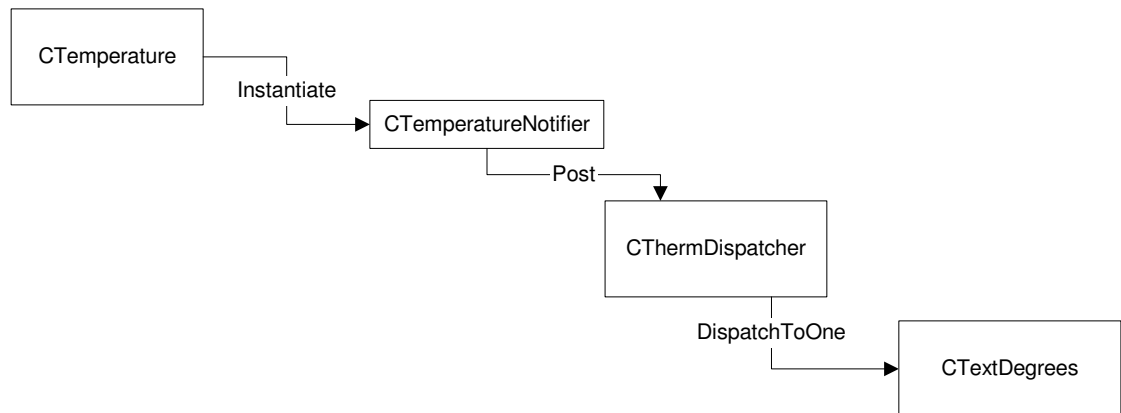 CTemperature
Instantiate
CTemperatureNotifier
Post
CThermDispatcher
DispatchToOne
CTextDegrees